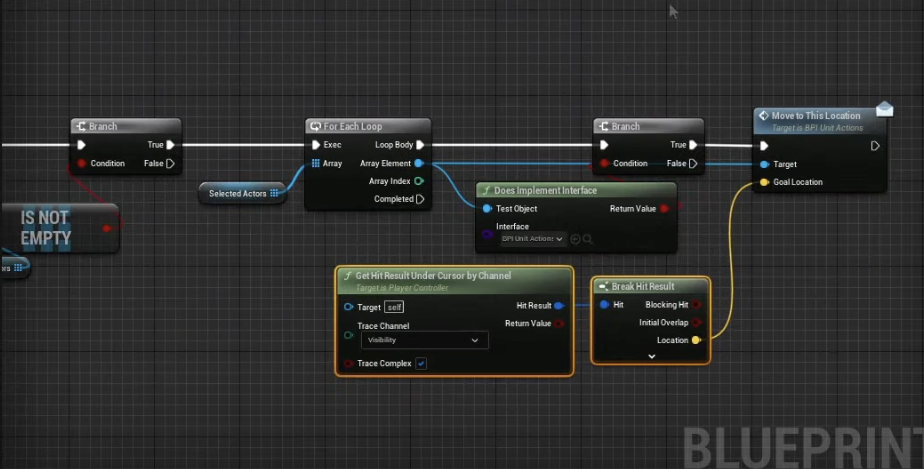 Branch
True
Condition
False
IS NOT
EMPTY
Selected Actors
For Each Loop
Exec
Loop Body
Array
Array Element
Array Index
Completed
Branch
True
Condition
False
Does Implement Interface
Test Object
Return Value
Interface
BPI Unit Actions
Move to This Location
Target is BPI Unit Actions
Target
Goal Location
Get Hit Result Under Cursor by Channel
Target is Player Controller
Target
self
Hit Result
Return Value
Trace Channel
Visibility
Trace Complex
Break Hit Result
Hit
Blocking Hit
Initial Overlap
Location
BLUEPRINT